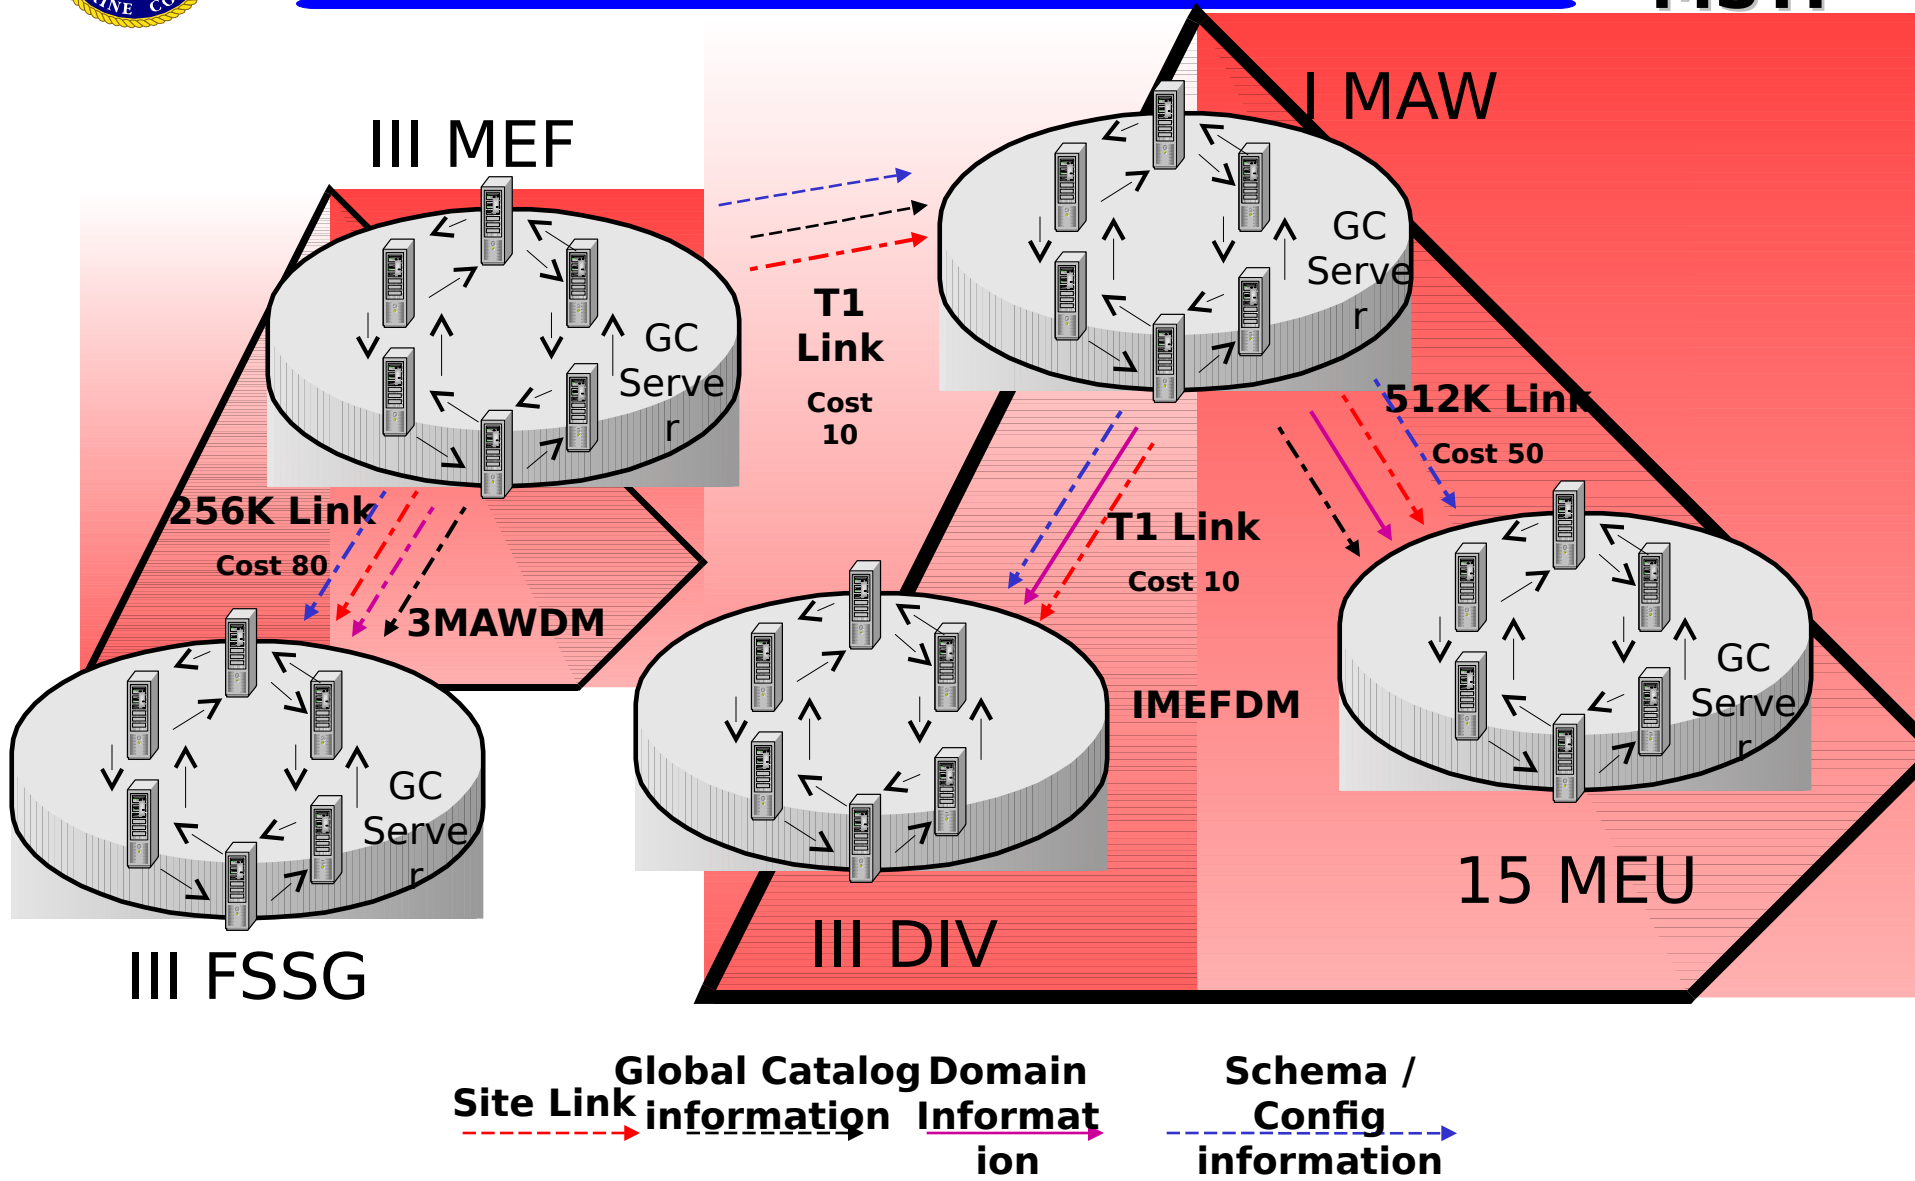 I MAW
III MEF
GC
Serve
r
T1
Link
Cost
10
GC
Serve
r
512K Link
Cost 50
256K Link
Cost 80
T1 Link
Cost 10
3MAWDM
IMEFDM
GC
Serve
r
GC
Serve
r
15 MEU
III DIV
III FSSG
Site Link
Global Catalog
information
Domain
Informat
ion
Schema /
Config
information